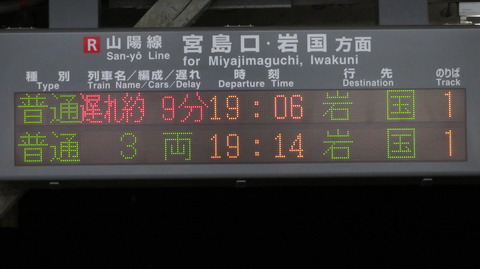 R 山陽線 宮島口・岩国 方面
San-yō Line for Miyajimaguchi, Iwakuni
種別 列車名/編成/遅れ 時刻 行先 のりば
Type Train Name/Cars/Delay Departure Time Destination Track
普通 遅れ約 9分 19:06 岩国 1
普通 3両 19:14 岩国 1